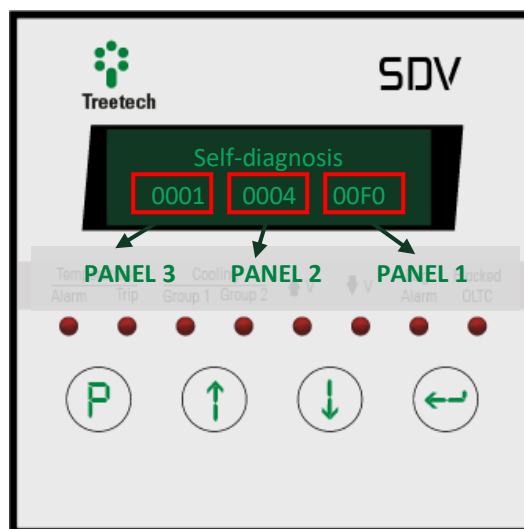 Treetech
SDV
Self-diagnosis
0001 0004 00F0
PANEL 3 PANEL 2 PANEL 1
V V
Alarm Trip Group 1 Group 2 Alarm OLTC
P